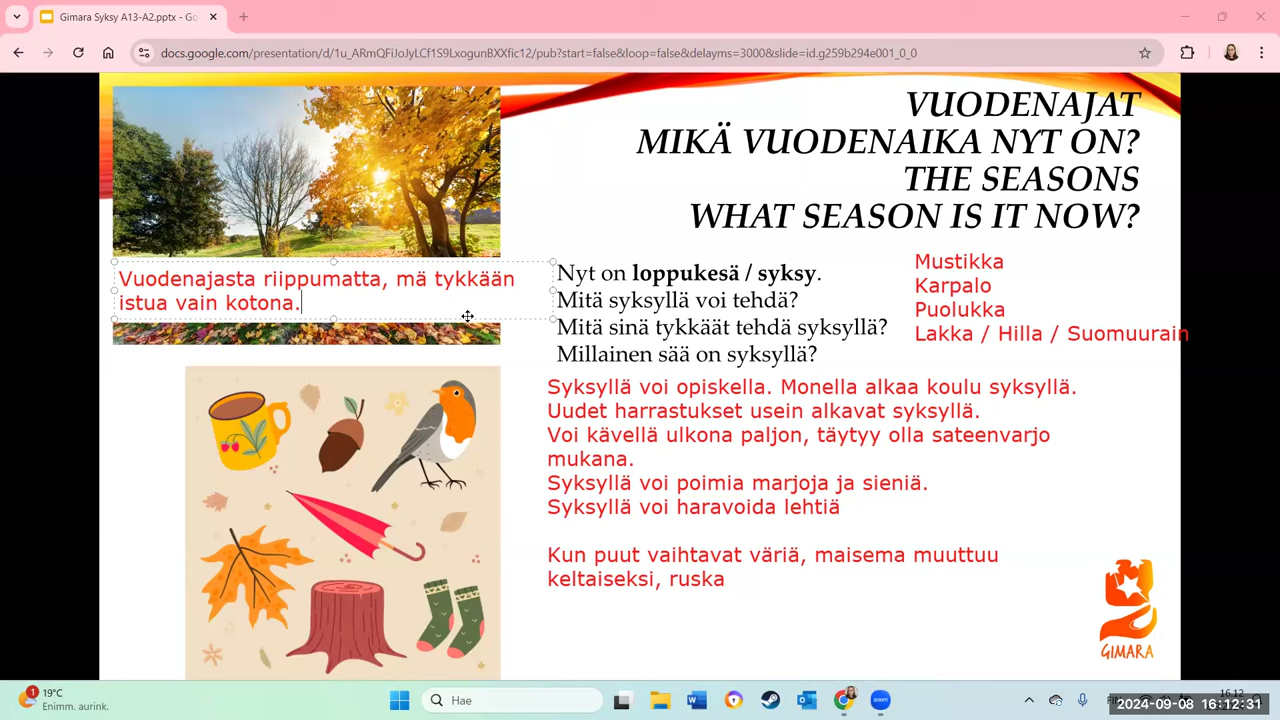 Gimara Syksy A13-A2.pptx - Go
docs.google.com/presentation/d/1u_ARmQFiJoJyLCf1S9LxogunBXXfic12/pub?start=false&loop=false&delayms=3000&slide=id.g259b294e001_0_0
VUODENAJAT
MIKÄ VUODENAIKA NYT ON?
THE SEASONS
WHAT SEASON IS IT NOW?
Vuodenajasta riippumatta, mä tykkään
istua vain kotona.
Nyt on loppukesä / syksy.
Mitä syksyllä voi tehdä?
Mitä sinä tykkäät tehdä syksyllä?
Millainen sää on syksyllä?
Mustikka
Karpalo
Puolukka
Lakka / Hilla / Suomuurain
Syksyllä voi opiskella. Monella alkaa koulu syksyllä.
Uudet harrastukset usein alkavat syksyllä.
Voi kävellä ulkona paljon, täytyy olla sateenvarjo
mukana.
Syksyllä voi poimia marjoja ja sieniä.
Syksyllä voi haravoida lehtiä
Kun puut vaihtavat väriä, maisema muuttuu
keltaiseksi, ruska
GIMARA
1
19°C
Enimm. aurink.
Hae
zoom
16.12
2024-09-08 16:12:31